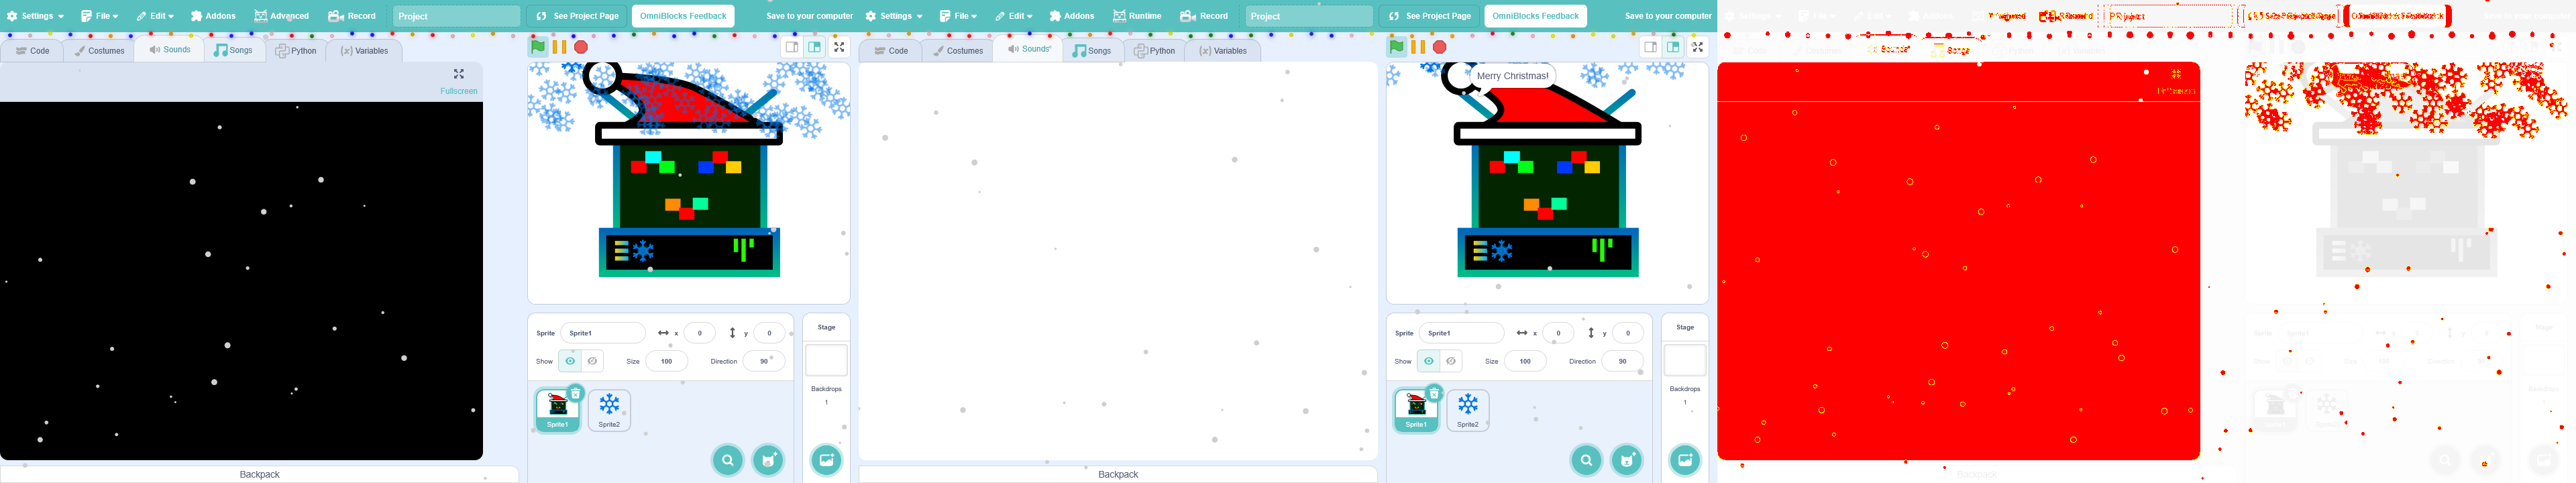 Settings File Edit Addons Advanced Record Project See Project Page OmniBlocks Feedback Save to your computer
Code Costumes Sounds Songs Python Variables
Fullscreen
Sprite Sprite1 x 0 y 0
Show Size 100 Direction 90
Stage
Backdrops
1
Sprite1 Sprite2
Backpack
Settings File Edit Addons Runtime Record Project See Project Page OmniBlocks Feedback Save to your computer
Code Costumes Sounds Songs Python Variables
Merry Christmas!
Sprite Sprite1 x 0 y 0
Show Size 100 Direction 90
Stage
Backdrops
1
Sprite1 Sprite2
Backpack
Backpack